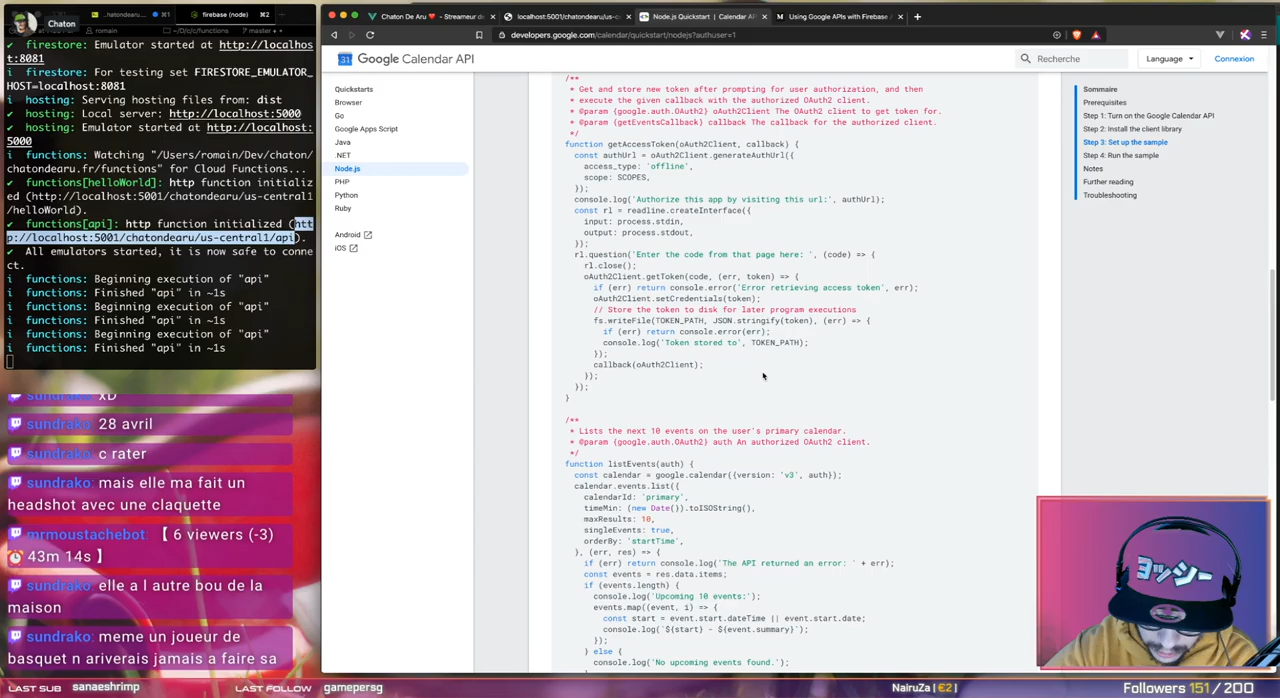 Chaton
...chatondearu... ⌘1
firebase (node) ⌘2
romain ~/D/c/c/functions master
✔ firestore: Emulator started at http://localhos
t:8081
i firestore: For testing set FIRESTORE_EMULATOR_
HOST=localhost:8081
i hosting: Serving hosting files from: dist
✔ hosting: Local server: http://localhost:5000
✔ hosting: Emulator started at http://localhost:
5000
i functions: Watching "/Users/romain/Dev/chaton/
chatondearu.fr/functions" for Cloud Functions...
✔ functions[helloWorld]: http function initializ
ed (http://localhost:5001/chatondearu/us-central1
/helloWorld).
✔ functions[api]: http function initialized (htt
p://localhost:5001/chatondearu/us-central1/api).
✔ All emulators started, it is now safe to conne
ct.
i functions: Beginning execution of "api"
i functions: Finished "api" in ~1s
i functions: Beginning execution of "api"
i functions: Finished "api" in ~1s
i functions: Beginning execution of "api"
i functions: Finished "api" in ~1s
sundrako: xD
sundrako: 28 avril
sundrako: c rater
sundrako: mais elle ma fait un
headshot avec une claquette
mrmoustachebot: 【 6 viewers (-3)
⏰ 43m 14s 】
sundrako: elle a l autre bou de la
maison
sundrako: meme un joueur de
basquet n ariverais jamais a faire sa
Chaton De Aru ❤ - Streameur d
localhost:5001/chatondearu/us-c
Node.js Quickstart | Calendar AP
Using Google APIs with Firebase A
developers.google.com/calendar/quickstart/nodejs?authuser=1
Google Calendar API
Recherche
Language
Connexion
Quickstarts
Browser
Go
Google Apps Script
Java
.NET
Node.js
PHP
Python
Ruby
Android
iOS
/**
* Get and store new token after prompting for user authorization, and then
* execute the given callback with the authorized OAuth2 client.
* @param {google.auth.OAuth2} oAuth2Client The OAuth2 client to get token for.
* @param {getEventsCallback} callback The callback for the authorized client.
*/
function getAccessToken(oAuth2Client, callback) {
const authUrl = oAuth2Client.generateAuthUrl({
access_type: 'offline',
scope: SCOPES,
});
console.log('Authorize this app by visiting this url:', authUrl);
const rl = readline.createInterface({
input: process.stdin,
output: process.stdout,
});
rl.question('Enter the code from that page here: ', (code) => {
rl.close();
oAuth2Client.getToken(code, (err, token) => {
if (err) return console.error('Error retrieving access token', err);
oAuth2Client.setCredentials(token);
// Store the token to disk for later program executions
fs.writeFile(TOKEN_PATH, JSON.stringify(token), (err) => {
if (err) return console.error(err);
console.log('Token stored to', TOKEN_PATH);
});
callback(oAuth2Client);
});
});
}
/**
* Lists the next 10 events on the user's primary calendar.
* @param {google.auth.OAuth2} auth An authorized OAuth2 client.
*/
function listEvents(auth) {
const calendar = google.calendar({version: 'v3', auth});
calendar.events.list({
calendarId: 'primary',
timeMin: (new Date()).toISOString(),
maxResults: 10,
singleEvents: true,
orderBy: 'startTime',
}, (err, res) => {
if (err) return console.log('The API returned an error: ' + err);
const events = res.data.items;
if (events.length) {
console.log('Upcoming 10 events:');
events.map((event, i) => {
const start = event.start.dateTime || event.start.date;
console.log(`${start} - ${event.summary}`);
});
} else {
console.log('No upcoming events found.');
Sommaire
Prerequisites
Step 1: Turn on the Google Calendar API
Step 2: Install the client library
Step 3: Set up the sample
Step 4: Run the sample
Notes
Further reading
Troubleshooting
ヨッシー
LAST SUB sanaeshrimp
LAST FOLLOW gamepersg
NairuZa | €2 |
Followers 151 / 200